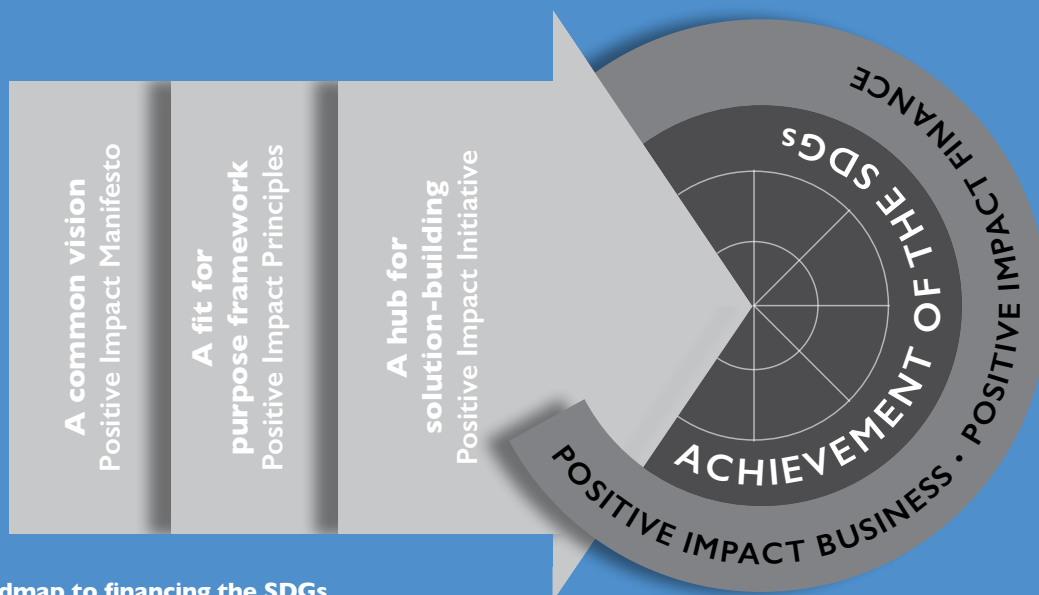 A common vision
Positive Impact Manifesto
A fit for
purpose framework
Positive Impact Principles
A hub for
solution-building
Positive Impact Initiative
ACHIEVEMENT OF THE SDGs
POSITIVE IMPACT BUSINESS • POSITIVE IMPACT FINANCE
to financing the SDGs